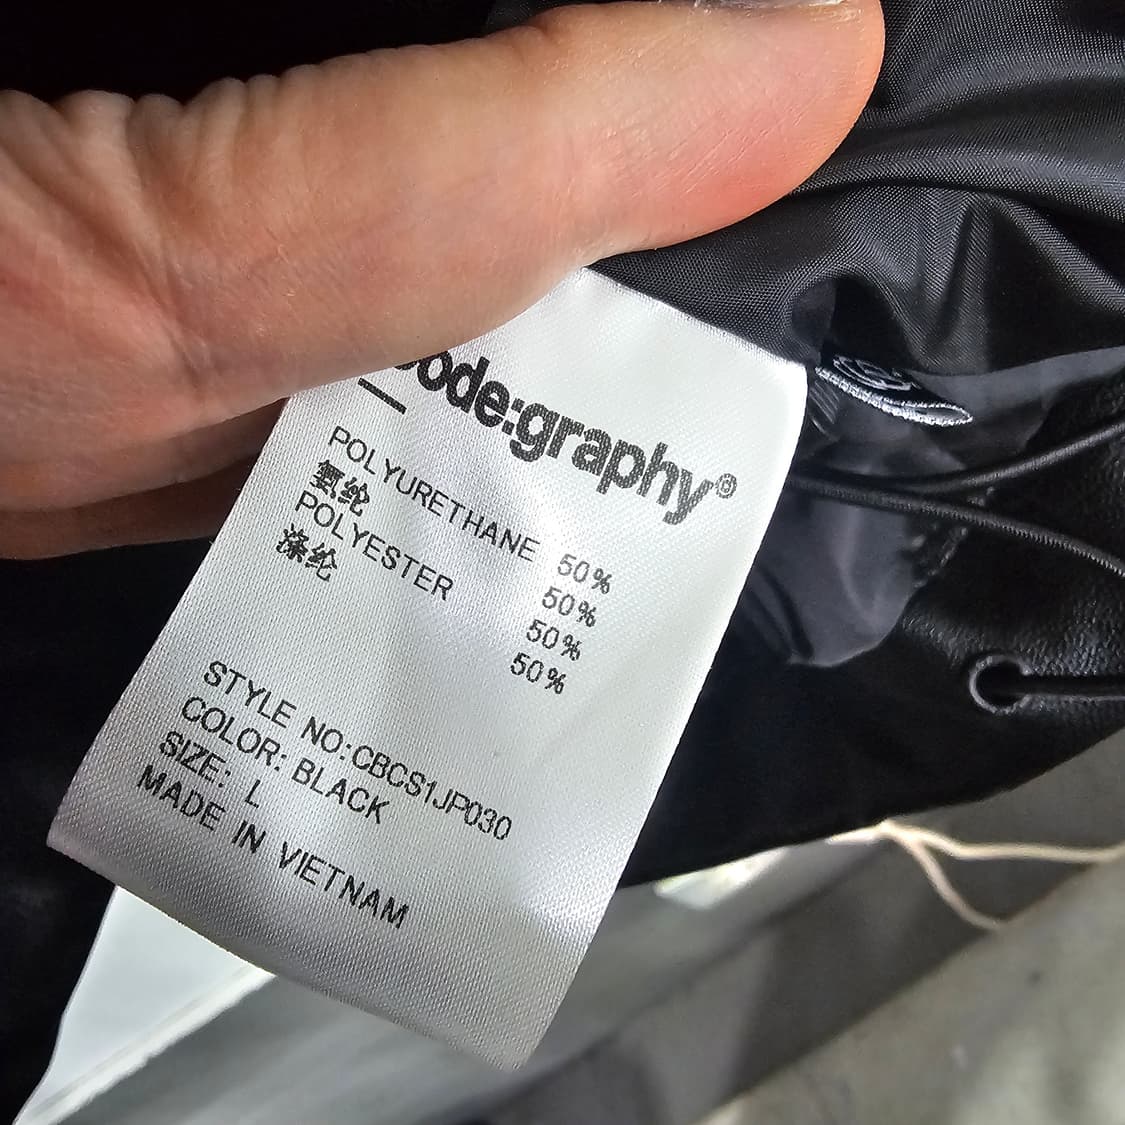 code:graphy®
POLYURETHANE 50%
氨纶 50%
POLYESTER 50%
涤纶 50%
STYLE NO:CBCS1JP030
COLOR: BLACK
SIZE: L
MADE IN VIETNAM